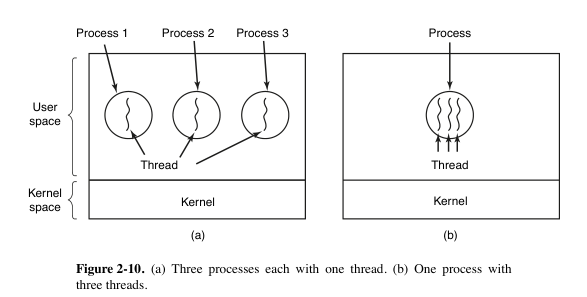 Process 1 Process 2 Process 3 Process
User
space
Thread Thread
Kernel
space
Kernel Kernel
(a) (b)
Figure 2-10. (a) Three processes each with one thread. (b) One process with
three threads.